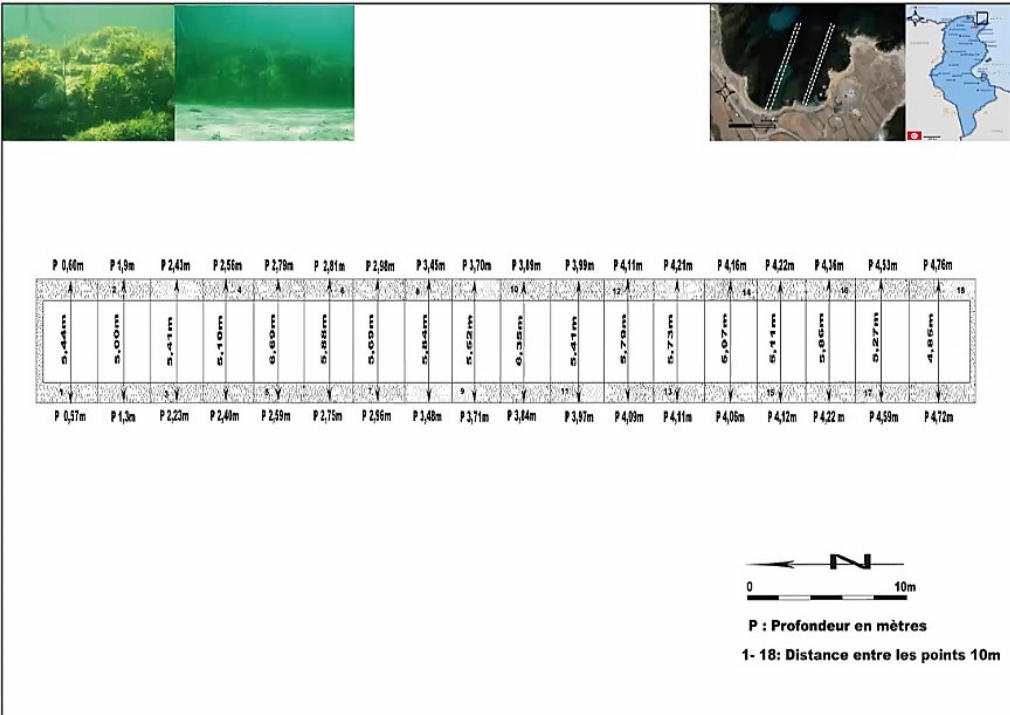 P 0,60m P 1,9m P 2,43m P 2,56m P 2,79m P 2,81m P 2,98m P 3,45m P 3,70m P 3,89m P 3,99m P 4,11m P 4,21m P 4,16m P 4,22m P 4,36m P 4,53m P 4,76m
2 4 6 8 10 12 14 16 18
5,44m 5,00m 5,41m 5,10m 6,69m 5,88m 5,69m 5,84m 5,52m 6,35m 5,41m 5,79m 5,73m 6,97m 5,11m 5,86m 5,27m 4,85m
1 3 5 7 9 11 13 15 17
P 0,57m P 1,3m P 2,23m P 2,40m P 2,59m P 2,75m P 2,96m P 3,48m P 3,71m P 3,84m P 3,97m P 4,09m P 4,11m P 4,06m P 4,12m P 4,22 m P 4,59m P 4,72m
N
0 10m
P : Profondeur en mètres
1- 18: Distance entre les points 10m